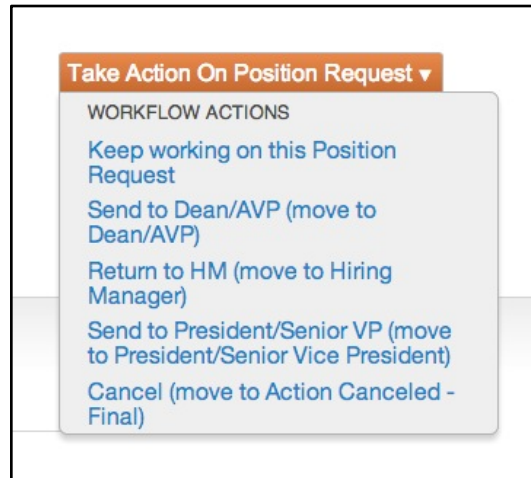 Take Action On Position Request ▾
WORKFLOW ACTIONS
Keep working on this Position
Request
Send to Dean/AVP (move to
Dean/AVP)
Return to HM (move to Hiring
Manager)
Send to President/Senior VP (move
to President/Senior Vice President)
Cancel (move to Action Canceled -
Final)